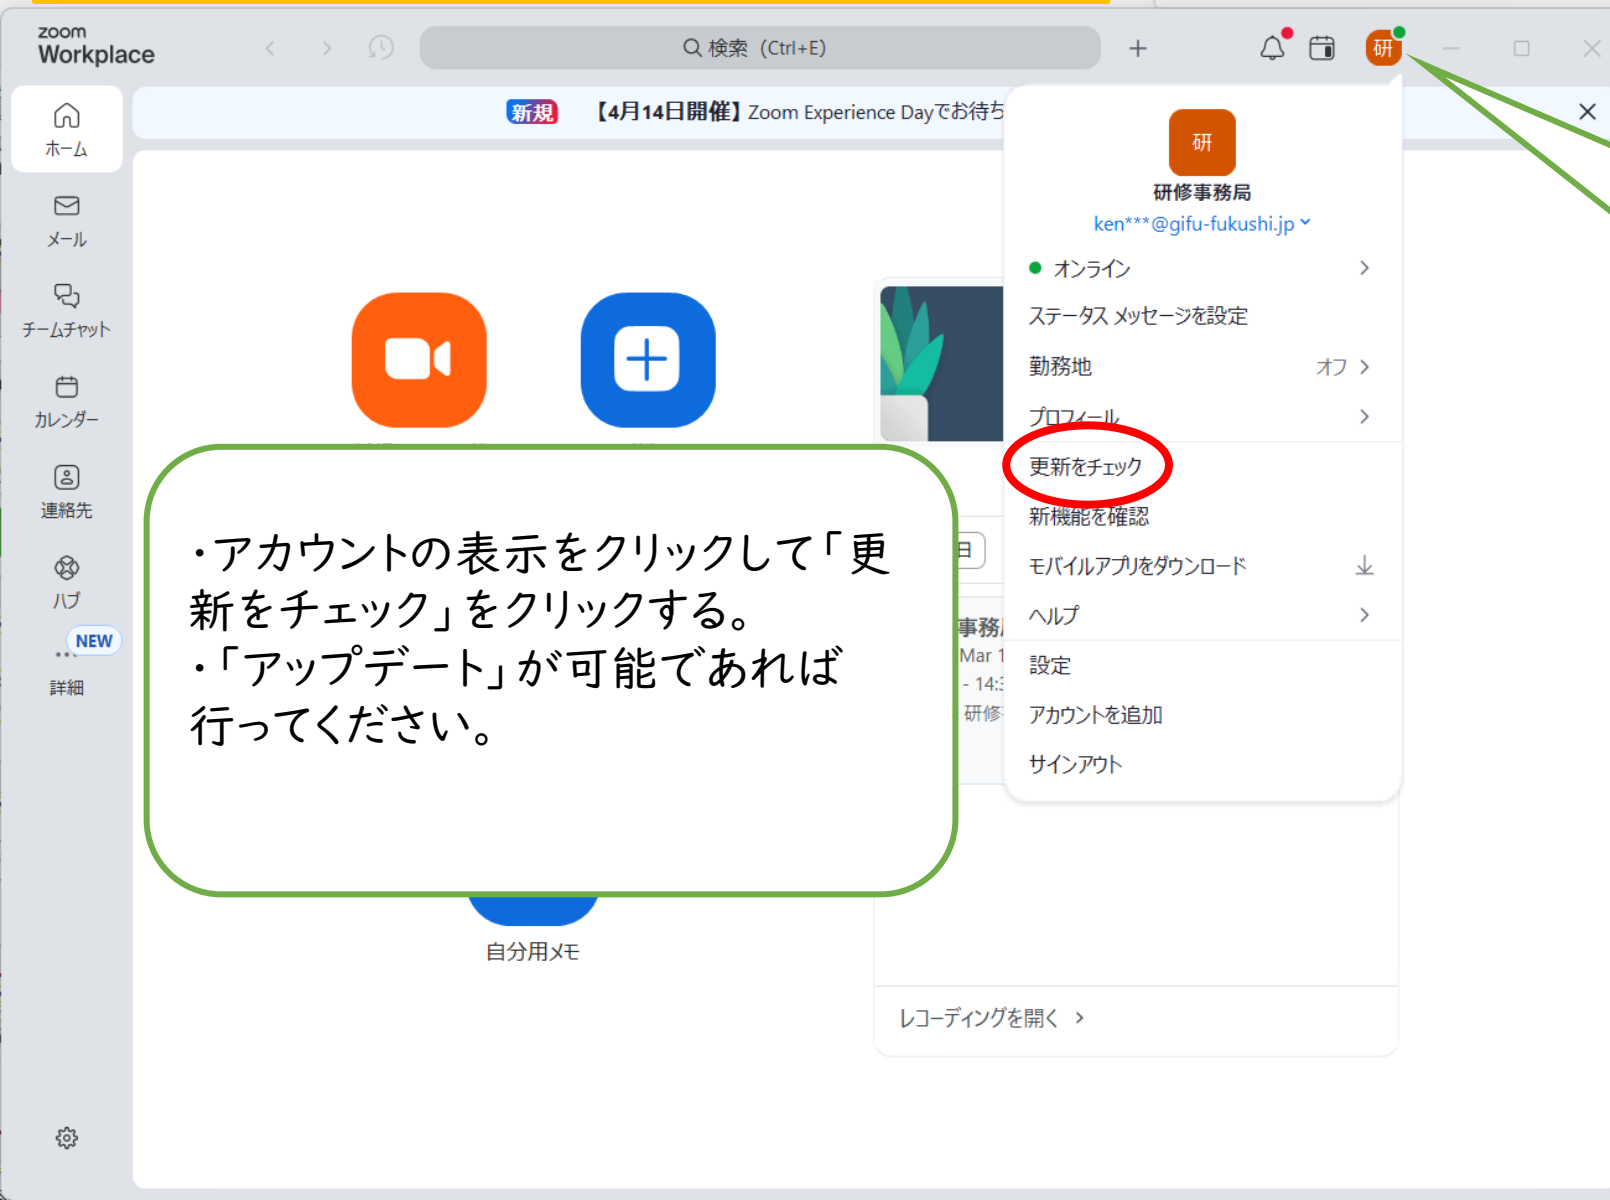 zoom
Workplace
検索 (Ctrl+E)
研
ホーム
メール
チームチャット
カレンダー
連絡先
ハブ
NEW
詳細
新規 【4月14日開催】Zoom Experience Dayでお待ち
研
研修事務局
ken***@gifu-fukushi.jp
オンライン
ステータス メッセージを設定
勤務地 オフ
プロフィール
更新をチェック
新機能を確認
モバイルアプリをダウンロード
ヘルプ
設定
アカウントを追加
サインアウト
・アカウントの表示をクリックして「更
新をチェック」をクリックする。
・「アップデート」が可能であれば
行ってください。
日
事務
Mar 1
- 14:3
研修
自分用メモ
レコーディングを開く